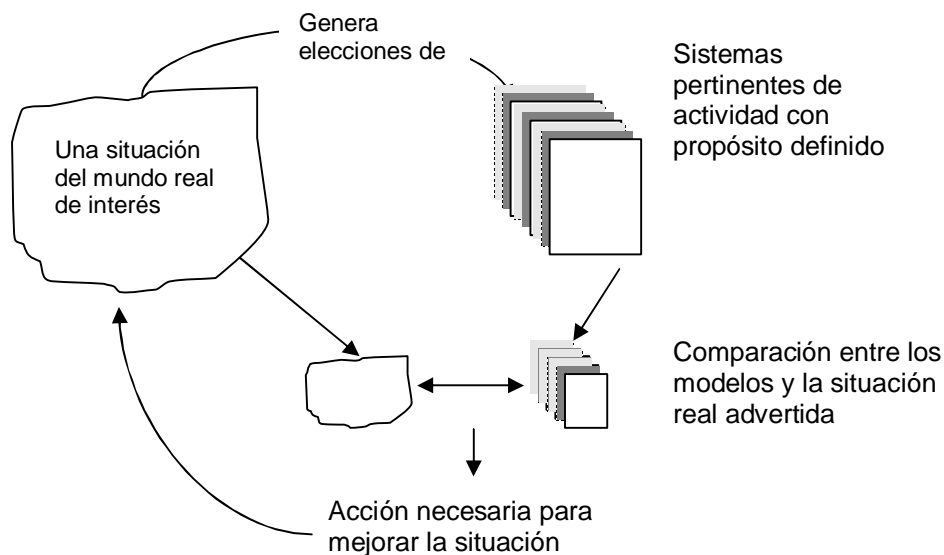 Genera
elecciones de
Sistemas
pertinentes de
actividad con
propósito definido
Una situación
del mundo real
de interés
Comparación entre los
modelos y la situación
real advertida
Acción necesaria para
mejorar la situación